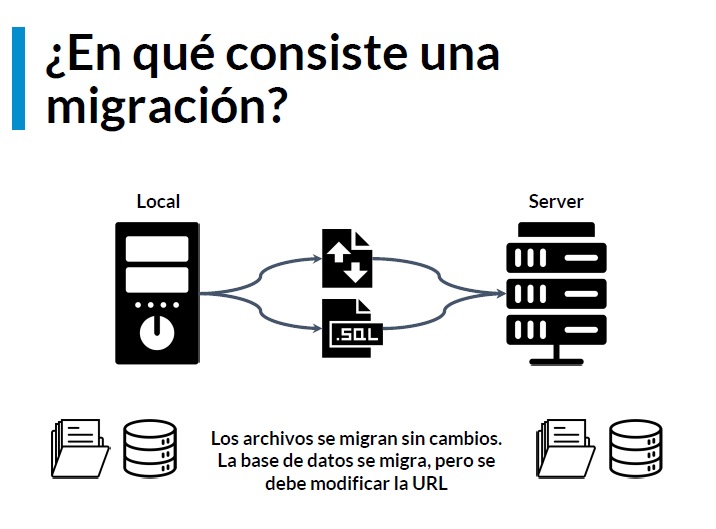 ¿En qué consiste una
migración?
Local
Server
.SQL
Los archivos se migran sin cambios.
La base de datos se migra, pero se
debe modificar la URL